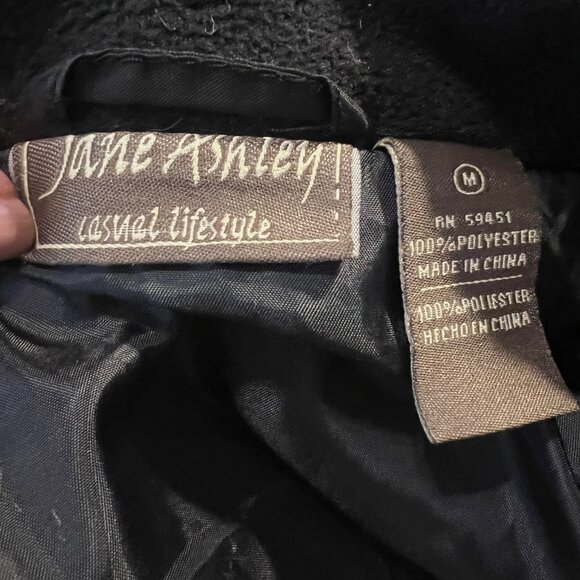 Jane Ashley
casual lifestyle
M
RN 59451
100%POLYESTER
MADE IN CHINA
100%POLIESTER
HECHO EN CHINA